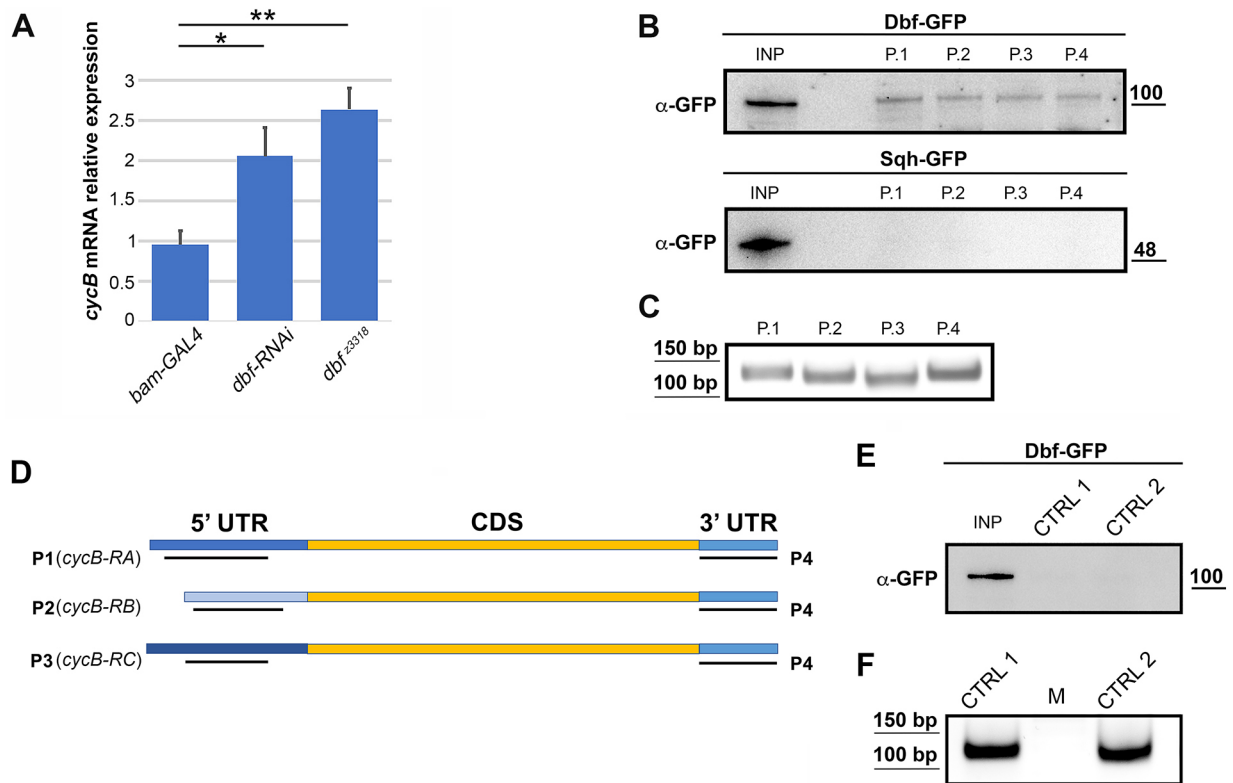 A
**
*
cycB mRNA relative expression
3
2.5
2
1.5
1
0.5
0
bam-GAL4
dbf-RNAi
dbf z3318
B
Dbf-GFP
INP P.1 P.2 P.3 P.4
α-GFP
100
Sqh-GFP
INP P.1 P.2 P.3 P.4
α-GFP
48
C
P.1 P.2 P.3 P.4
150 bp
100 bp
D
5’ UTR CDS 3’ UTR
P1(cycB-RA) P4
P2(cycB-RB) P4
P3(cycB-RC) P4
E
Dbf-GFP
INP CTRL 1 CTRL 2
α-GFP
100
F
CTRL 1 M CTRL 2
150 bp
100 bp